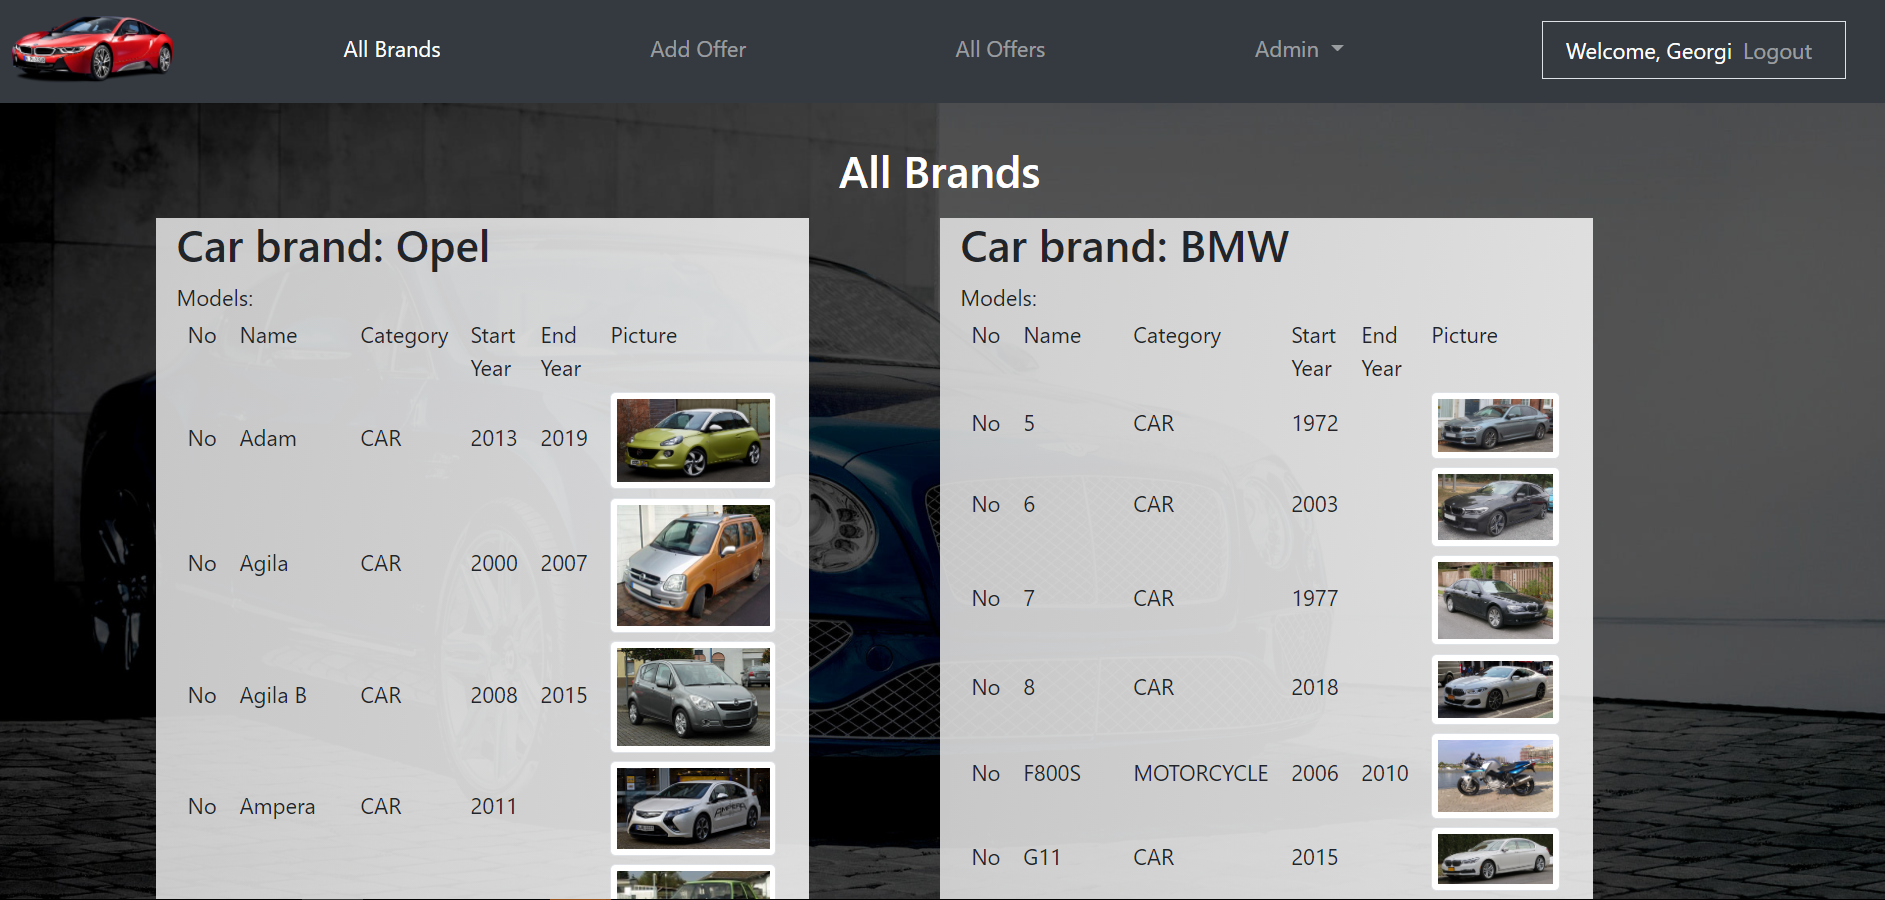 All Brands
Add Offer
All Offers
Admin
Welcome, Georgi Logout
All Brands
Car brand: Opel
Models:
No Name Category Start Year End Year Picture
No Adam CAR 2013 2019
No Agila CAR 2000 2007
No Agila B CAR 2008 2015
No Ampera CAR 2011
AMPERA
Car brand: BMW
Models:
No Name Category Start Year End Year Picture
No 5 CAR 1972
No 6 CAR 2003
No 7 CAR 1977
No 8 CAR 2018
No F800S MOTORCYCLE 2006 2010
No G11 CAR 2015